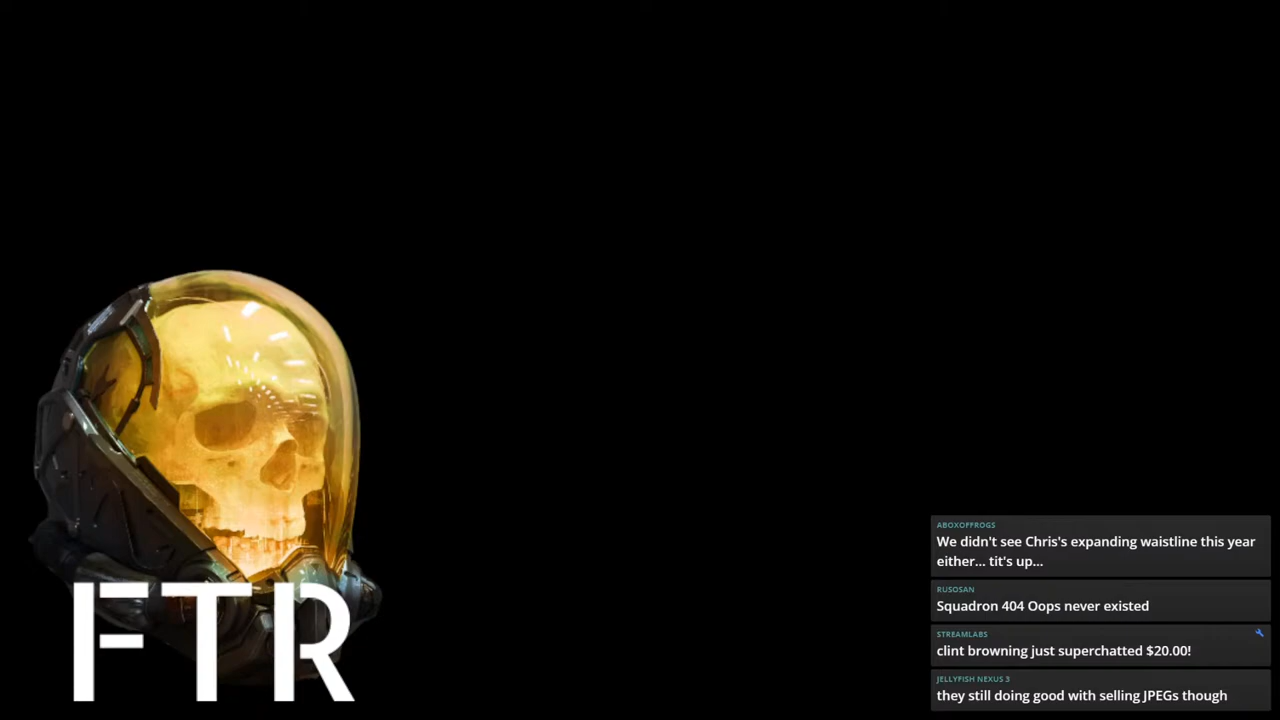 FTR
ABOXOFFROGS
We didn't see Chris's expanding waistline this year
either... tit's up...
RUSOSAN
Squadron 404 Oops never existed
STREAMLABS
clint browning just superchatted $20.00!
JELLYFISH NEXUS 3
they still doing good with selling JPEGs though